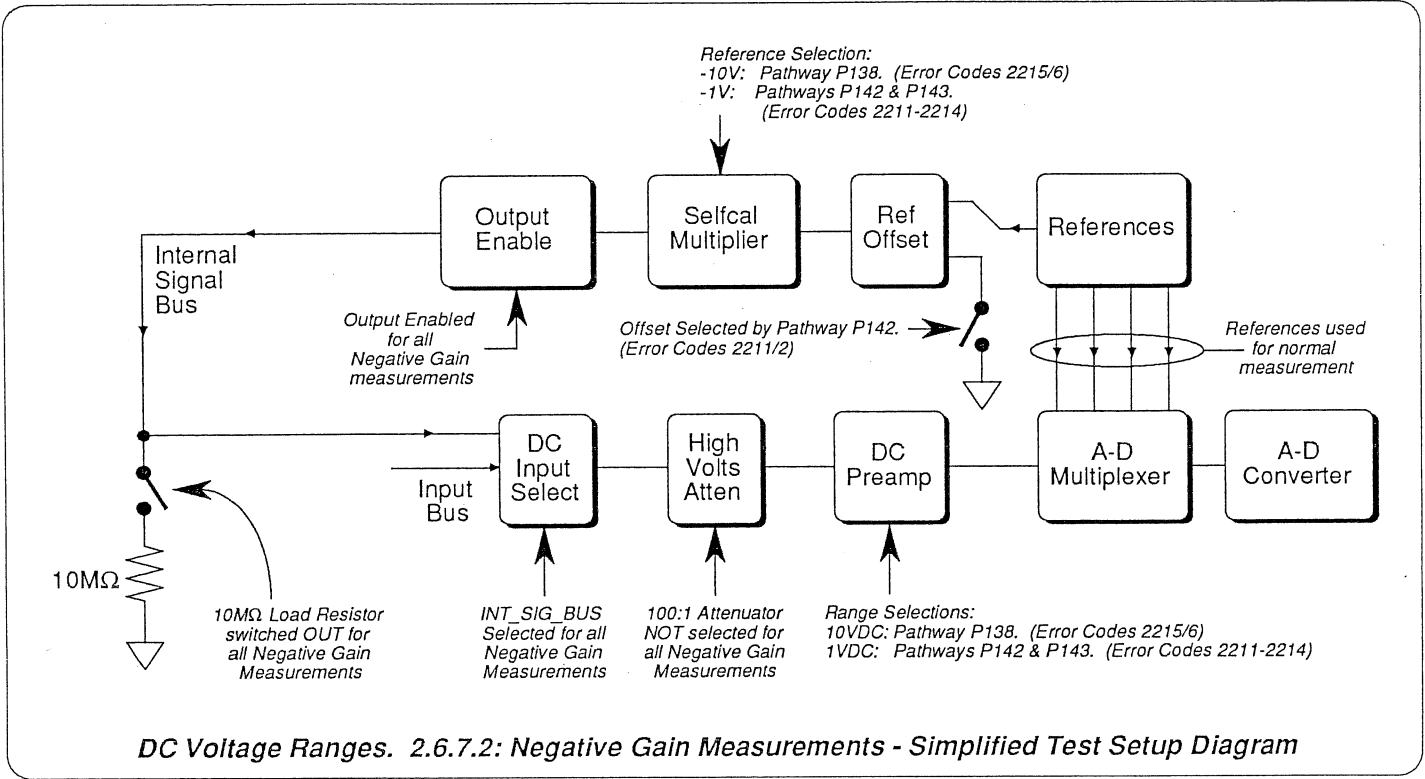 Reference Selection:
-10V: Pathway P138. (Error Codes 2215/6)
-1V: Pathways P142 & P143.
(Error Codes 2211-2214)
Output
Enable
Selfcal
Multiplier
Ref
Offset
References
Internal
Signal
Bus
Output Enabled
for all
Negative Gain
measurements
Offset Selected by Pathway P142.
(Error Codes 2211/2)
References used
for normal
measurement
DC
Input
Select
High
Volts
Atten
DC
Preamp
A-D
Multiplexer
A-D
Converter
Input
Bus
10MΩ
10MΩ Load Resistor
switched OUT for
all Negative Gain
Measurements
INT_SIG_BUS
Selected for all
Negative Gain
Measurements
100:1 Attenuator
NOT selected for
all Negative Gain
Measurements
Range Selections:
10VDC: Pathway P138. (Error Codes 2215/6)
1VDC: Pathways P142 & P143. (Error Codes 2211-2214)
DC Voltage Ranges. 2.6.7.2: Negative Gain Measurements - Simplified Test Setup Diagram